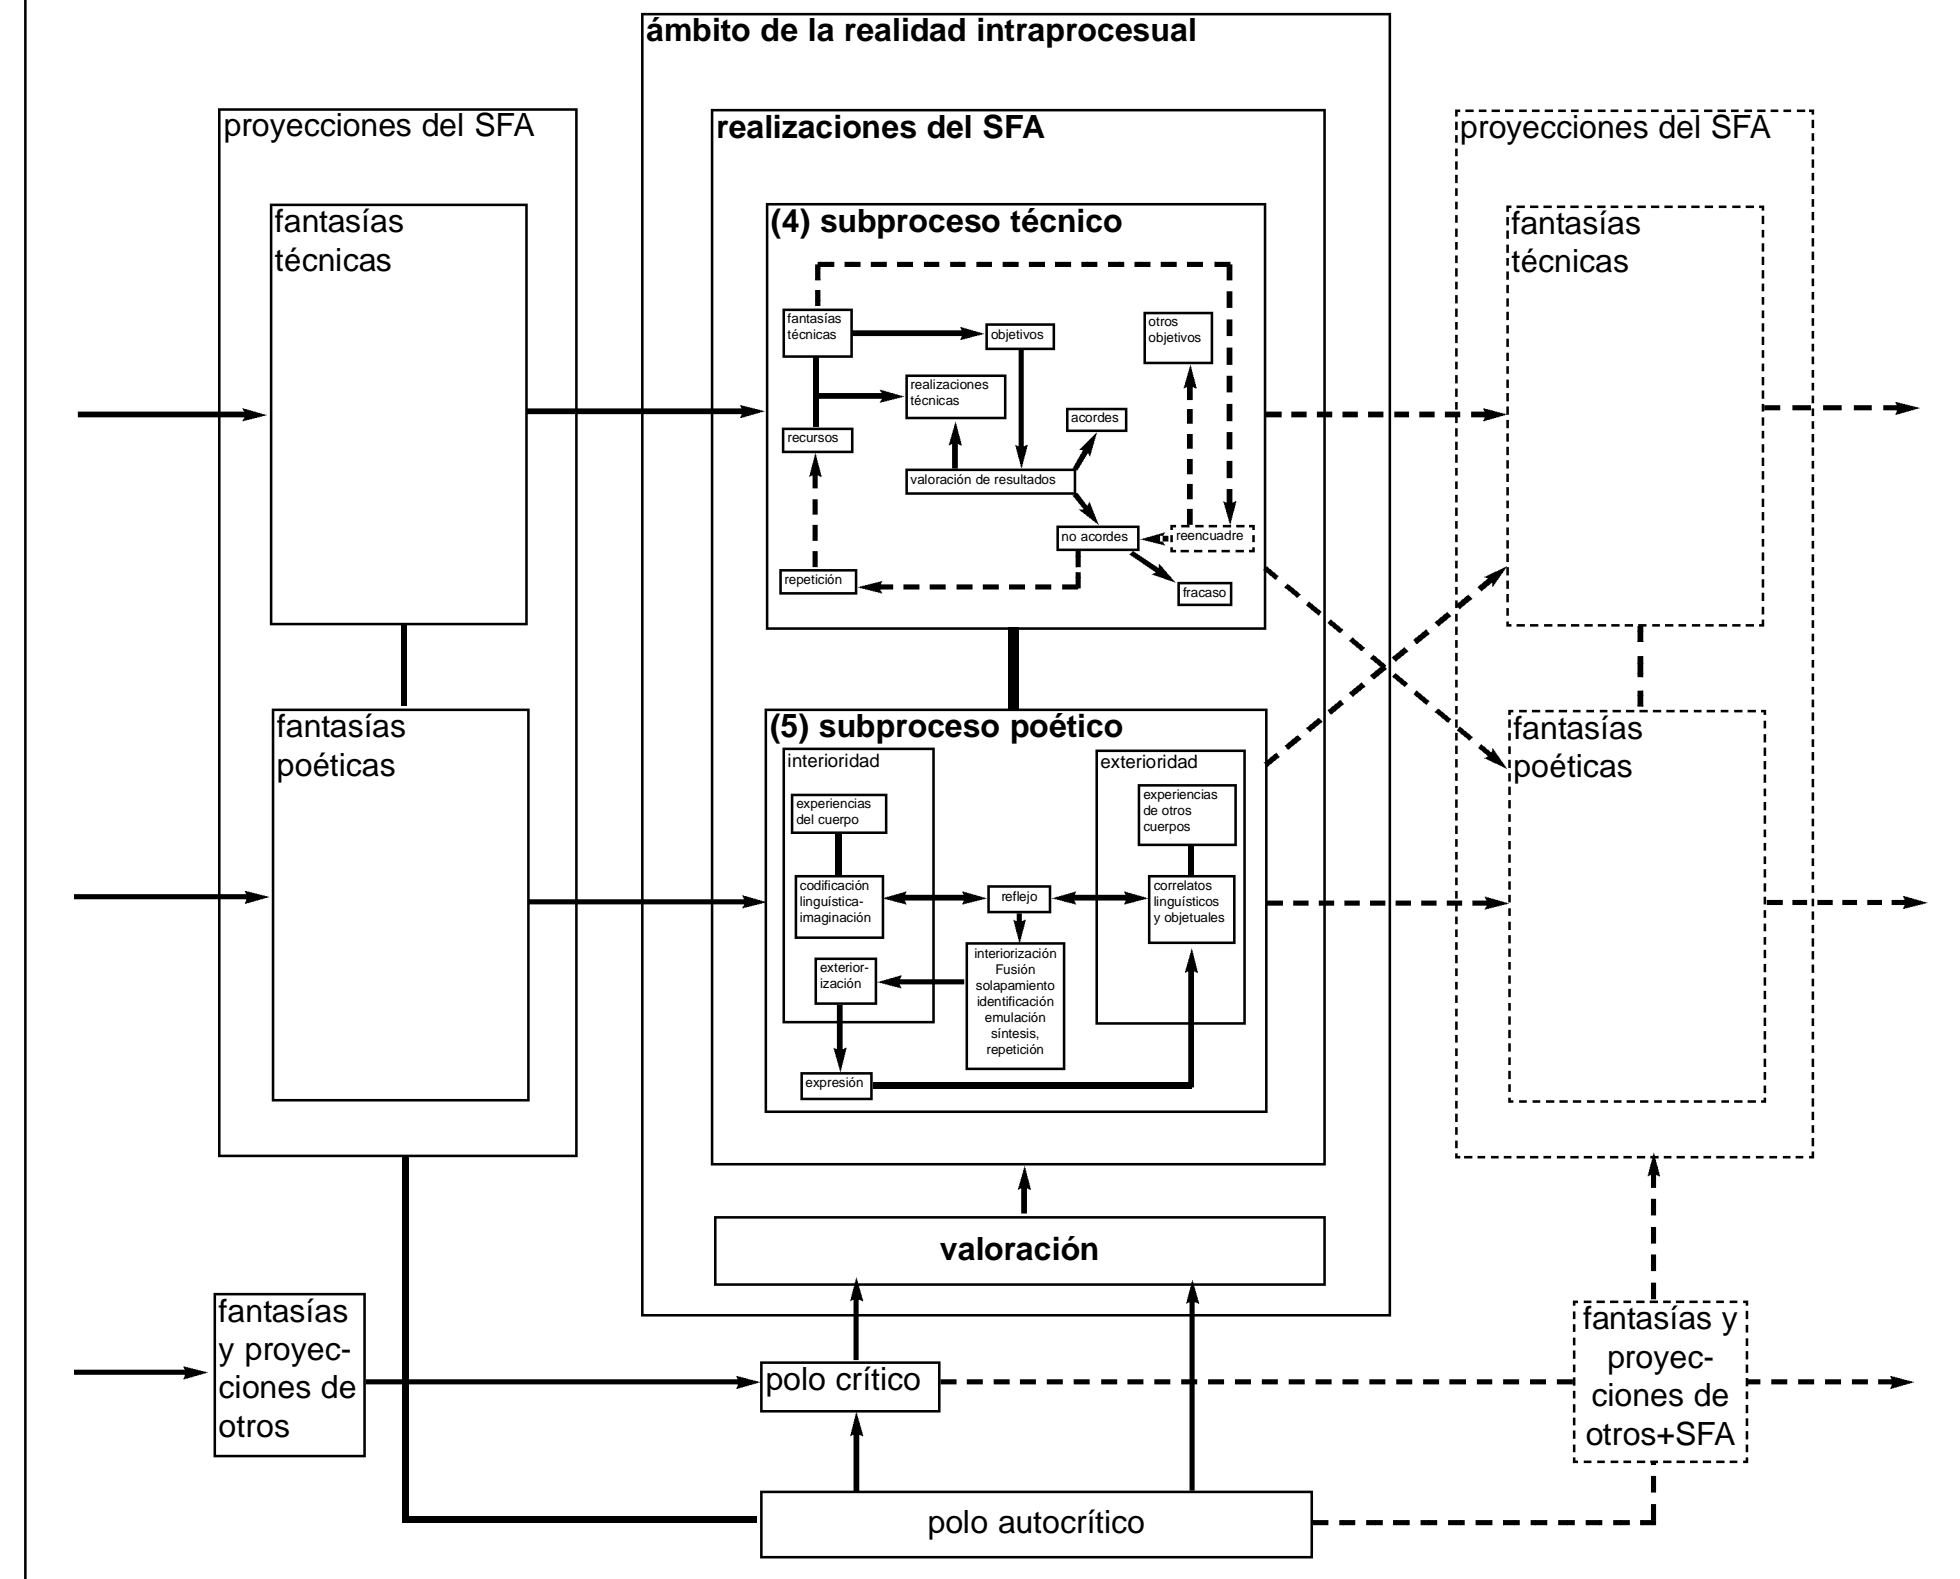 ámbito de la realidad intraprocesual
proyecciones del SFA
fantasías
técnicas
fantasías
poéticas
realizaciones del SFA
(4) subproceso técnico
fantasías
técnicas
objetivos
otros
objetivos
realizaciones
técnicas
acordes
recursos
valoración de resultados
no acordes
reencuadre
repetición
fracaso
(5) subproceso poético
interioridad
exterioridad
experiencias
del cuerpo
experiencias
de otros
cuerpos
codificación
linguística-
imaginación
reflejo
correlatos
linguísticos
y objetuales
exterior-
ización
interiorización
Fusión
solapamiento
identificación
emulación
síntesis,
repetición
expresión
proyecciones del SFA
fantasías
técnicas
fantasías
poéticas
valoración
fantasías
y proyec-
ciones de
otros
polo crítico
fantasías y
proyec-
ciones de
otros+SFA
polo autocrítico